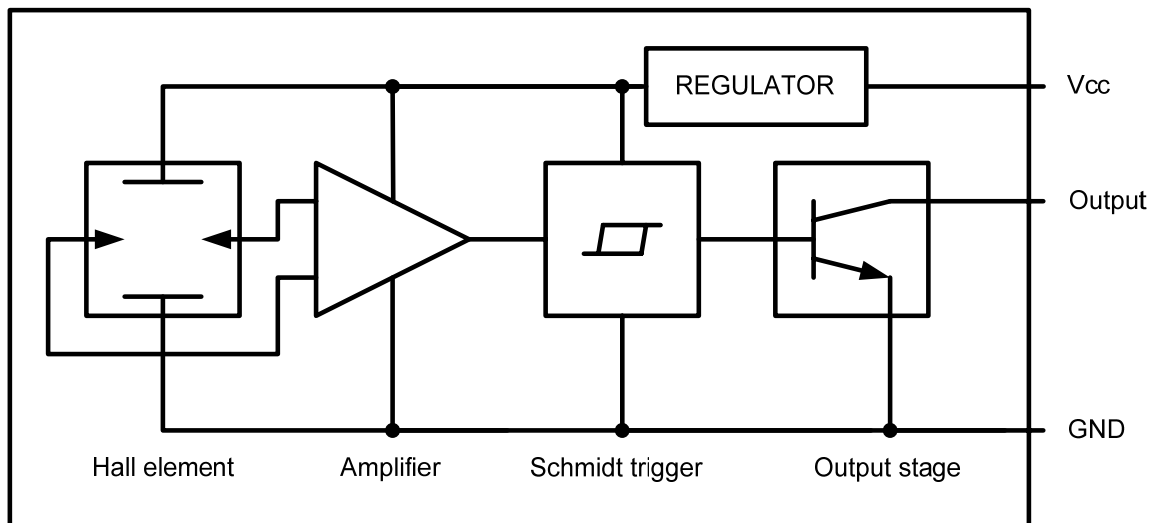 REGULATOR
Vcc
Output
GND
Hall element
Amplifier
Schmidt trigger
Output stage